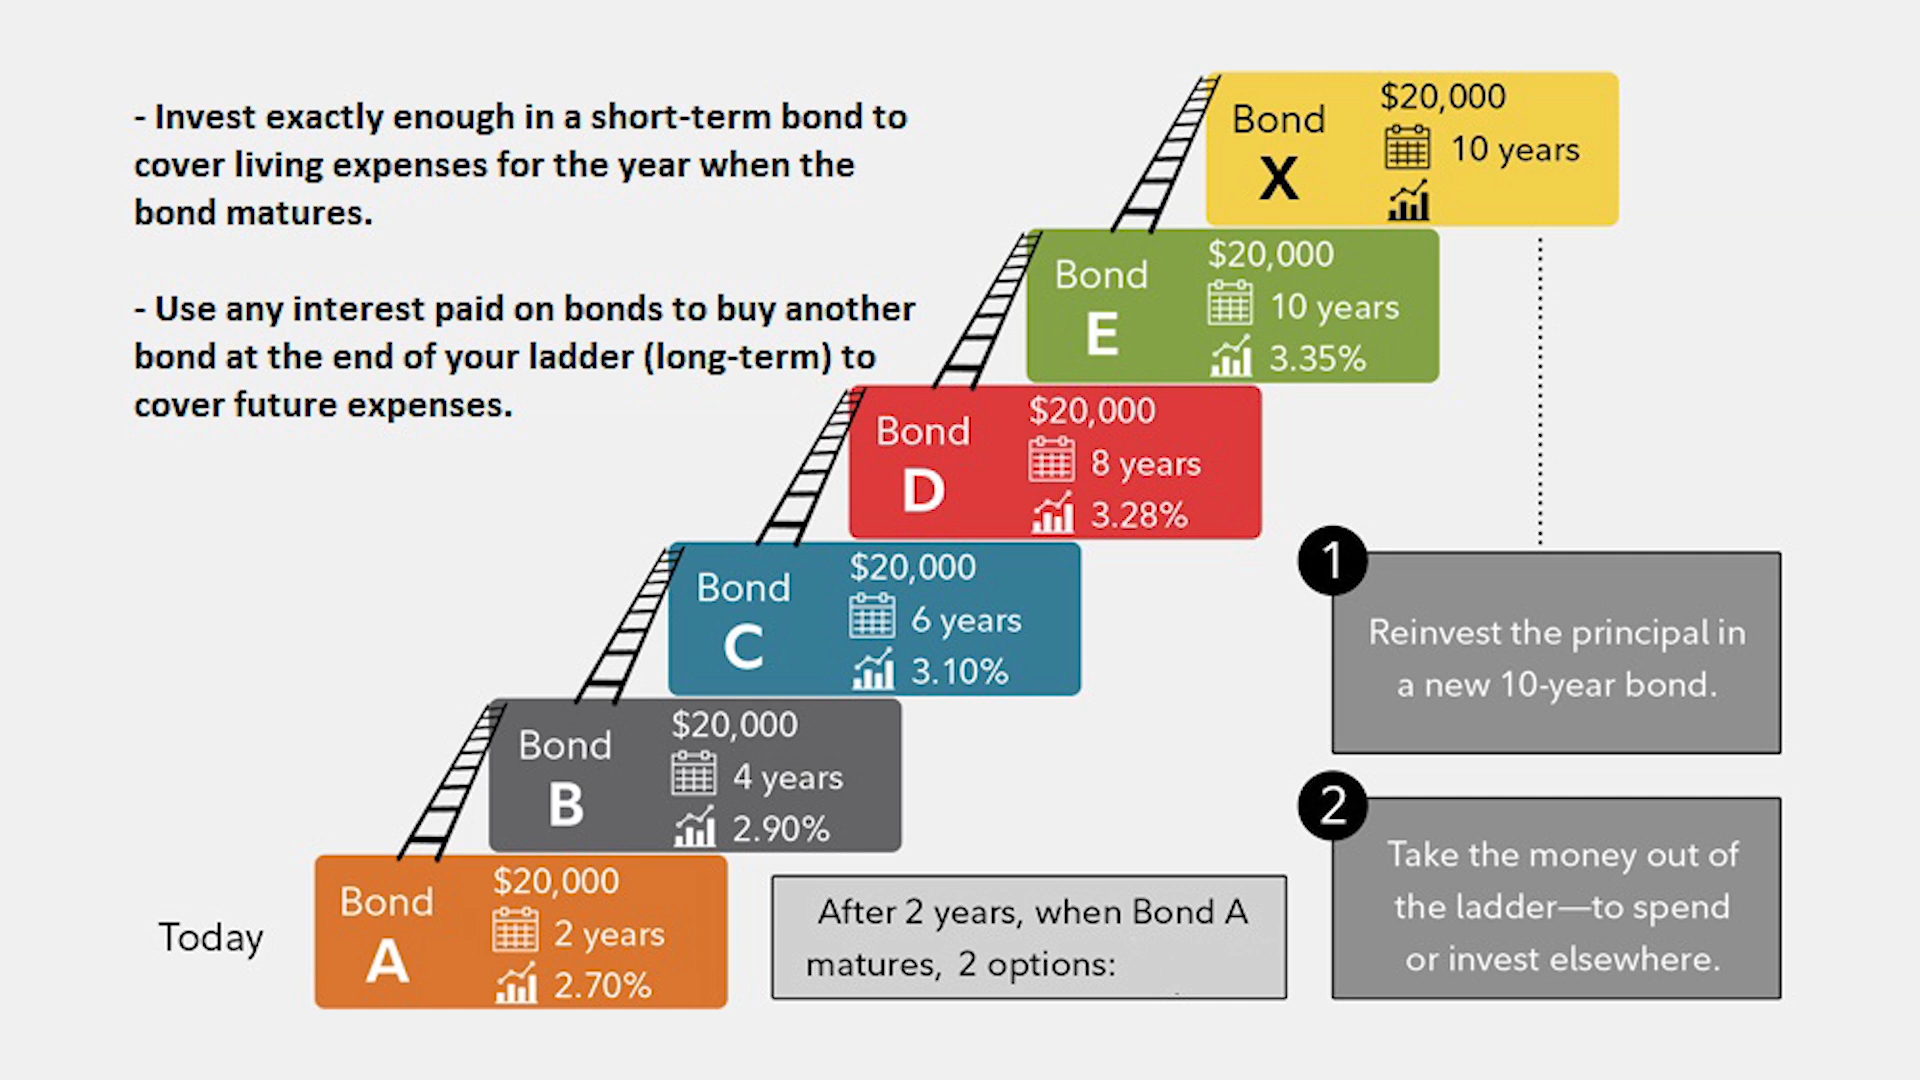 - Invest exactly enough in a short-term bond to
cover living expenses for the year when the
bond matures.
- Use any interest paid on bonds to buy another
bond at the end of your ladder (long-term) to
cover future expenses.
Bond
X
$20,000
10 years
Bond
E
$20,000
10 years
3.35%
Bond
D
$20,000
8 years
3.28%
Bond
C
$20,000
6 years
3.10%
Bond
B
$20,000
4 years
2.90%
Today
Bond
A
$20,000
2 years
2.70%
After 2 years, when Bond A
matures, 2 options:
1
Reinvest the principal in
a new 10-year bond.
2
Take the money out of
the ladder—to spend
or invest elsewhere.